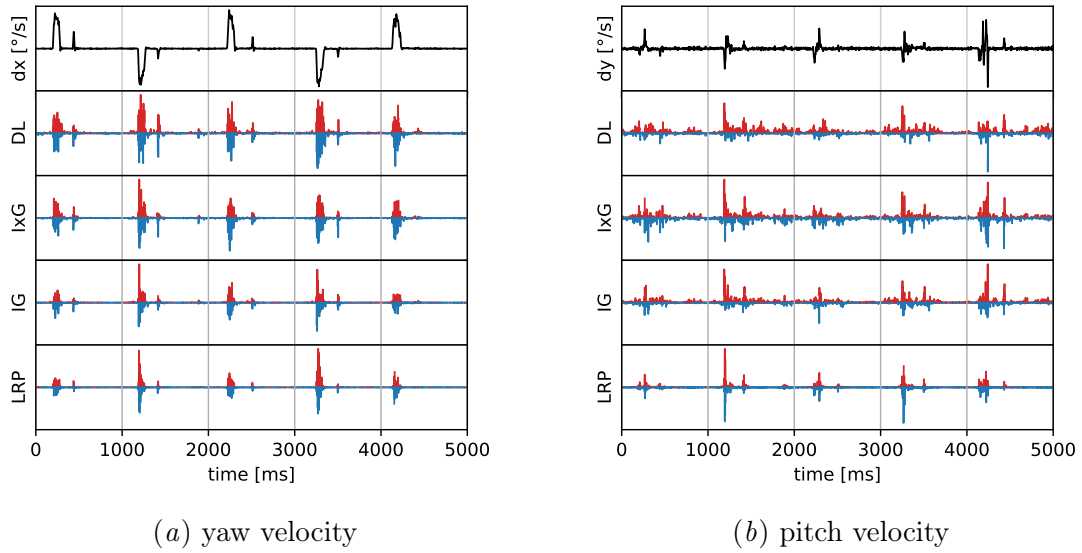 dx [°/s]
DL
IxG
IG
LRP
0 1000 2000 3000 4000 5000
time [ms]
(a) yaw velocity
dy [°/s]
DL
IxG
IG
LRP
0 1000 2000 3000 4000 5000
time [ms]
(b) pitch velocity